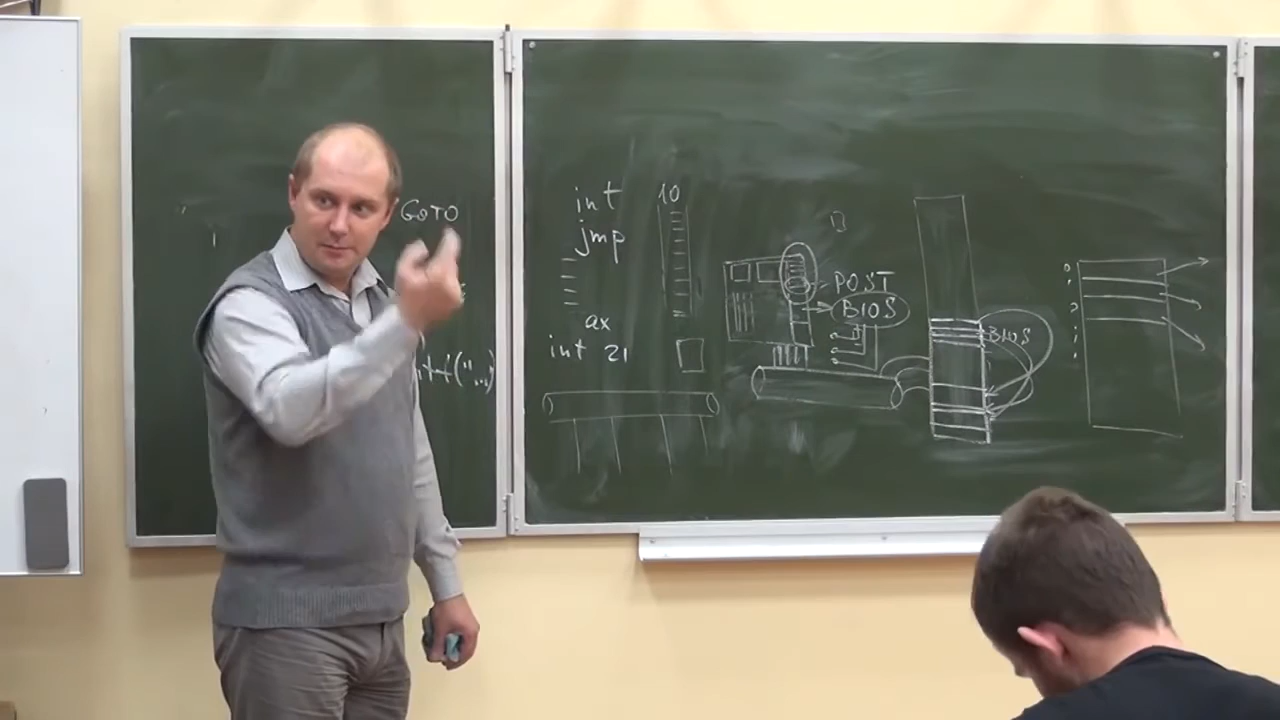 GOTO
int 10
jmp
ax
int 21
POST
BIOS
BIOS